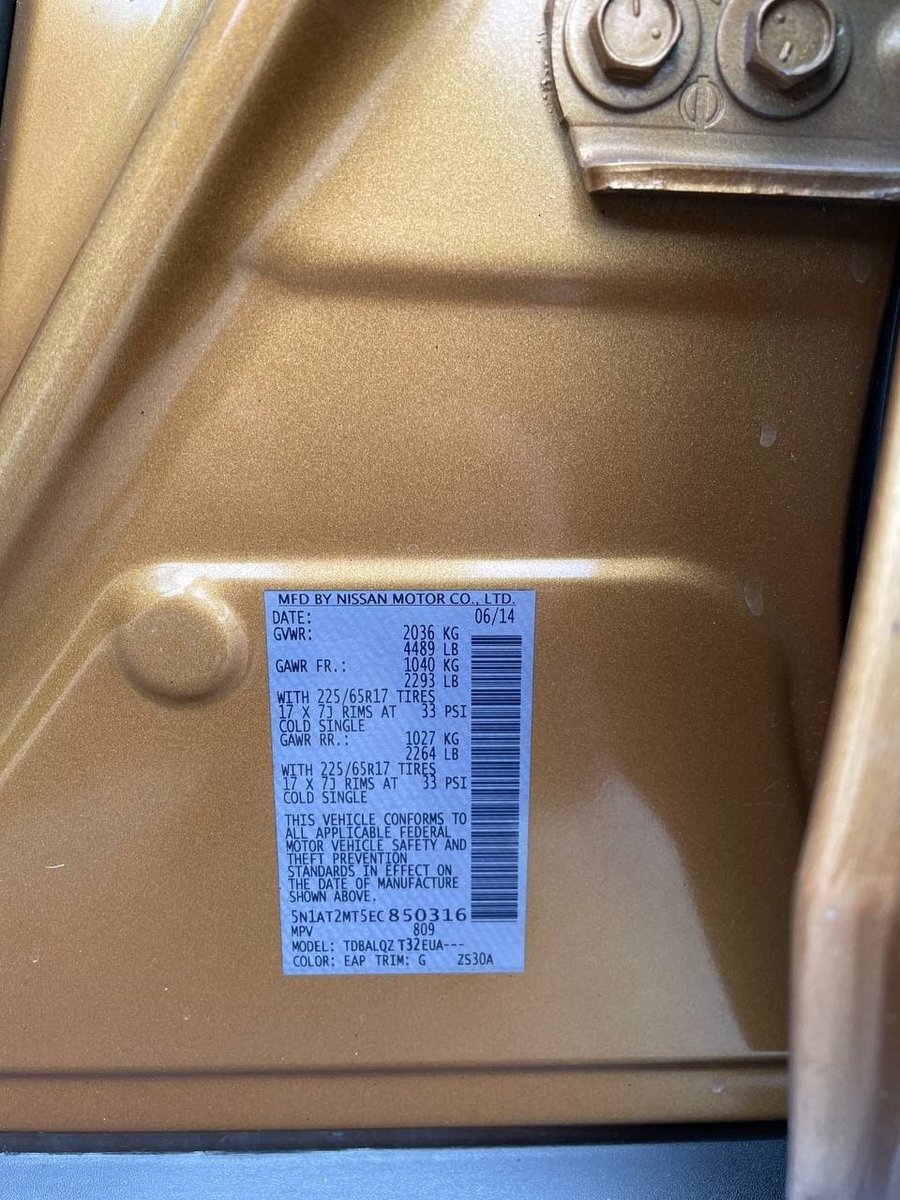 MFD BY NISSAN MOTOR CO., LTD.
DATE: 06/14
GVWR: 2036 KG
4489 LB
GAWR FR.: 1040 KG
2293 LB
WITH 225/65R17 TIRES
17 X 7J RIMS AT 33 PSI
COLD SINGLE
GAWR RR.: 1027 KG
2264 LB
WITH 225/65R17 TIRES
17 X 7J RIMS AT 33 PSI
COLD SINGLE
THIS VEHICLE CONFORMS TO
ALL APPLICABLE FEDERAL
MOTOR VEHICLE SAFETY AND
THEFT PREVENTION
STANDARDS IN EFFECT ON
THE DATE OF MANUFACTURE
SHOWN ABOVE.
5N1AT2MT5EC850316
MPV 809
MODEL: TDBALQZ T32EUA---
COLOR: EAP TRIM: G ZS30A